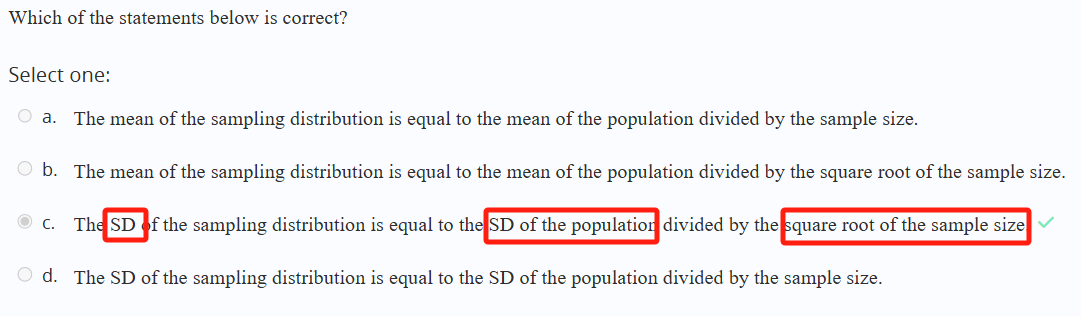 Which of the statements below is correct?
Select one:
a. The mean of the sampling distribution is equal to the mean of the population divided by the sample size.
b. The mean of the sampling distribution is equal to the mean of the population divided by the square root of the sample size.
c. The SD of the sampling distribution is equal to the SD of the population divided by the square root of the sample size
d. The SD of the sampling distribution is equal to the SD of the population divided by the sample size.